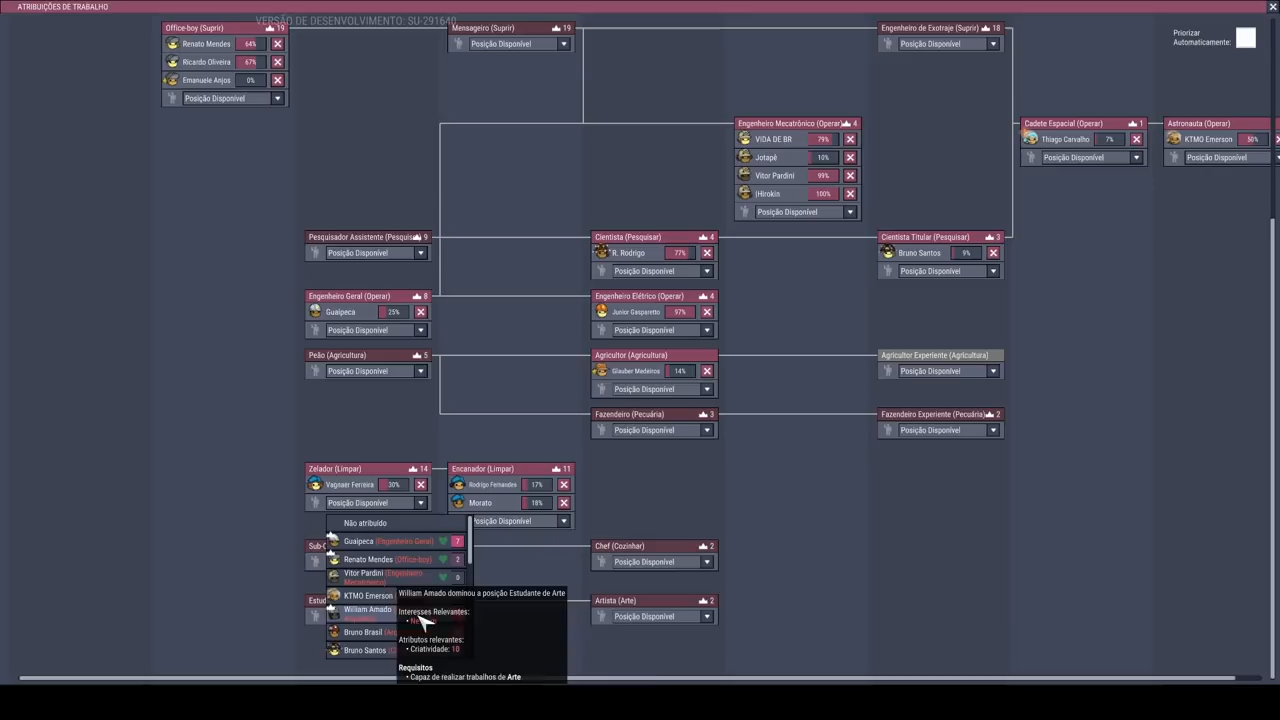 ATRIBUIÇÕES DE TRABALHO
VERSÃO DE DESENVOLVIMENTO: SU-291640
Office-boy (Suprir) 19
Renato Mendes 64%
Ricardo Oliveira 67%
Emanuele Anjos 0%
Posição Disponível
Mensageiro (Suprir) 19
Posição Disponível
Engenheiro de Exotraje (Suprir) 18
Posição Disponível
Priorizar
Automaticamente:
Engenheiro Mecatrônico (Operar) 4
VIDA DE BR 79%
Jotapê 10%
Vitor Pardini 99%
|Hirokin 100%
Posição Disponível
Cadete Espacial (Operar) 1
Thiago Carvalho 7%
Posição Disponível
Astronauta (Operar)
KTMO Emerson 50%
Posição Disponível
Pesquisador Assistente (Pesquisar) 9
Posição Disponível
Cientista (Pesquisar) 4
R. Rodrigo 77%
Posição Disponível
Cientista Titular (Pesquisar) 3
Bruno Santos 9%
Posição Disponível
Engenheiro Geral (Operar) 8
Guaipeca 25%
Posição Disponível
Engenheiro Elétrico (Operar) 4
Junior Gasparetto 97%
Posição Disponível
Peão (Agricultura) 5
Posição Disponível
Agricultor (Agricultura)
Glauber Medeiros 14%
Posição Disponível
Agricultor Experiente (Agricultura)
Posição Disponível
Fazendeiro (Pecuária) 3
Posição Disponível
Fazendeiro Experiente (Pecuária) 2
Posição Disponível
Zelador (Limpar) 14
Vagnaer Ferreira 30%
Posição Disponível
Encanador (Limpar) 11
Rodrigo Fernandes 17%
Morato 18%
Posição Disponível
Não atribuído
Guaipeca (Engenheiro Geral) 7
Renato Mendes (Office-boy) 2
Vitor Pardini (Engenheiro
Mecatrônico) 0
KTMO Emerson
William Amado
Bruno Brasil
Bruno Santos
Chef (Cozinhar) 2
Posição Disponível
Artista (Arte) 2
Posição Disponível
William Amado dominou a posição Estudante de Arte
Interesses Relevantes:
Atributos relevantes:
• Criatividade: 10
Requisitos
• Capaz de realizar trabalhos de Arte